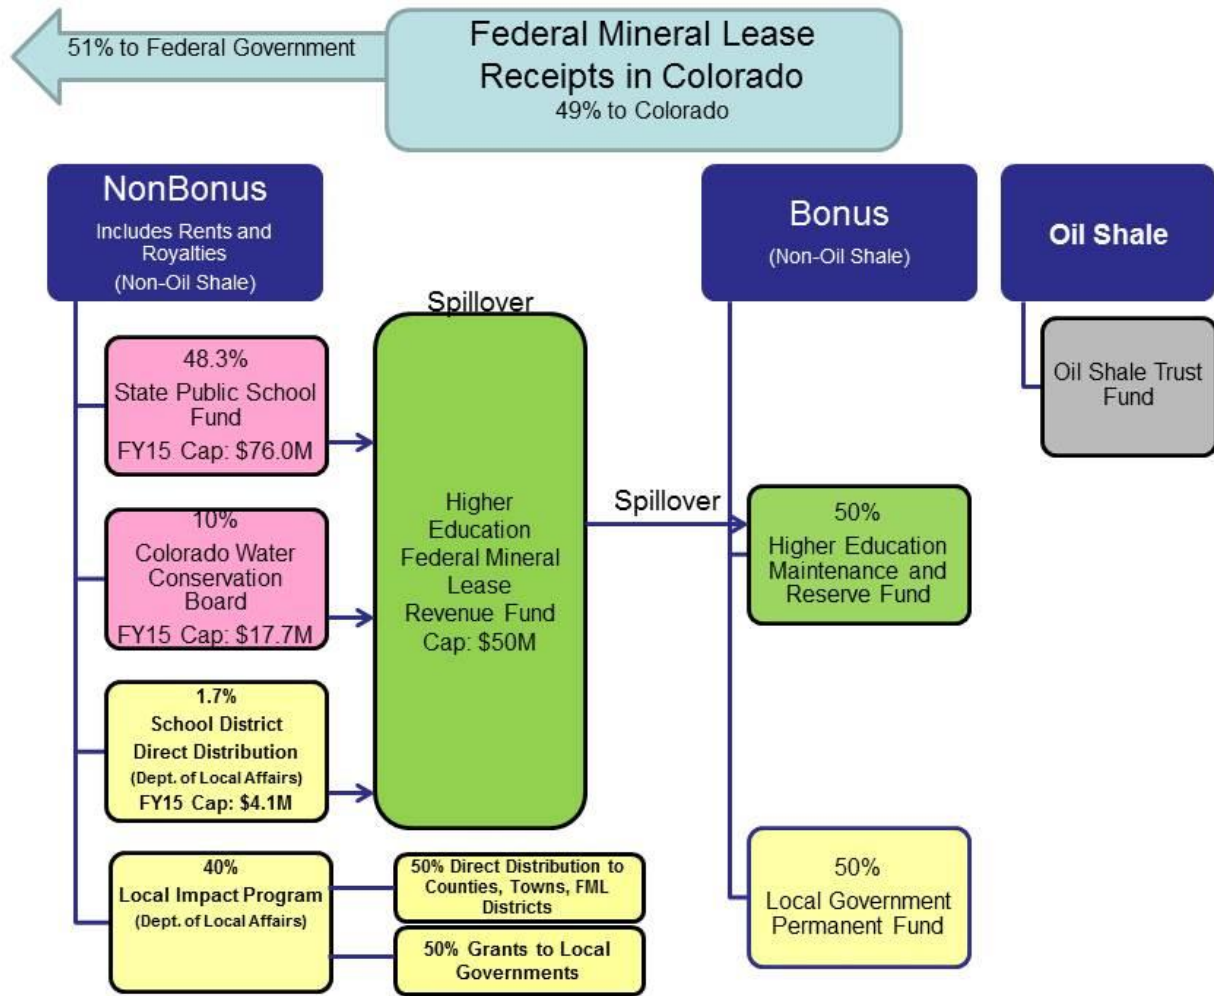 51% to Federal Government
Federal Mineral Lease
Receipts in Colorado
49% to Colorado
NonBonus
Includes Rents and
Royalties
(Non-Oil Shale)
Bonus
(Non-Oil Shale)
Oil Shale
Spillover
48.3%
State Public School
Fund
FY15 Cap: $76.0M
Oil Shale Trust
Fund
10%
Colorado Water
Conservation
Board
FY15 Cap: $17.7M
Higher
Education
Federal Mineral
Lease
Revenue Fund
Cap: $50M
Spillover
50%
Higher Education
Maintenance and
Reserve Fund
1.7%
School District
Direct Distribution
(Dept. of Local Affairs)
FY15 Cap: $4.1M
40%
Local Impact Program
(Dept. of Local Affairs)
50% Direct Distribution to
Counties, Towns, FML
Districts
50% Grants to Local
Governments
50%
Local Government
Permanent Fund